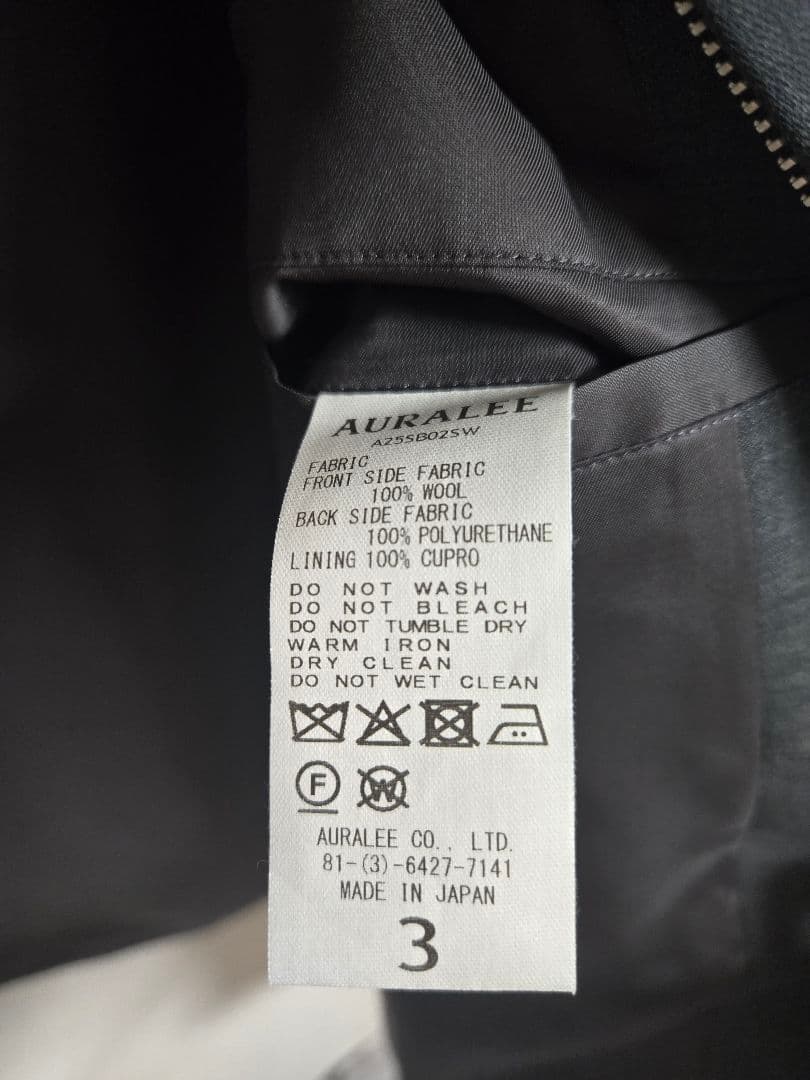 AURALEE
A25SB02SW
FABRIC
FRONT SIDE FABRIC
100% WOOL
BACK SIDE FABRIC
100% POLYURETHANE
LINING 100% CUPRO
DO NOT WASH
DO NOT BLEACH
DO NOT TUMBLE DRY
WARM IRON
DRY CLEAN
DO NOT WET CLEAN
F W
AURALEE CO., LTD.
81-(3)-6427-7141
MADE IN JAPAN
3